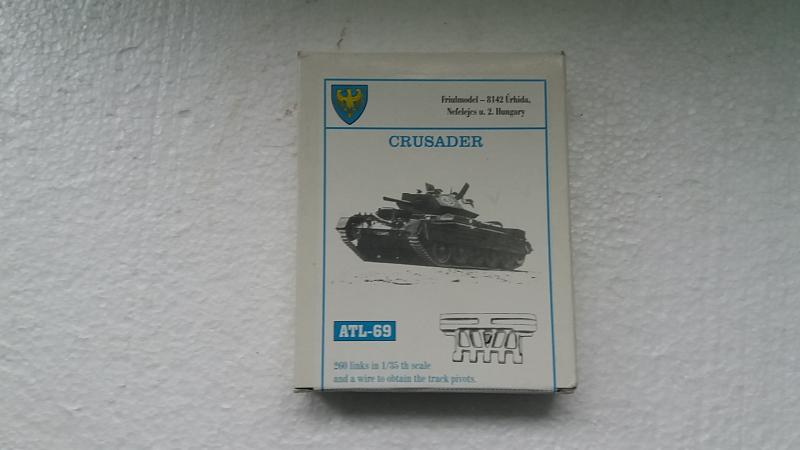 Friulmodel – 8142 Úrhida,
Nefelejcs u. 2. Hungary
CRUSADER
ATL-69
260 links in 1/35 th scale
and a wire to obtain the track pivots.